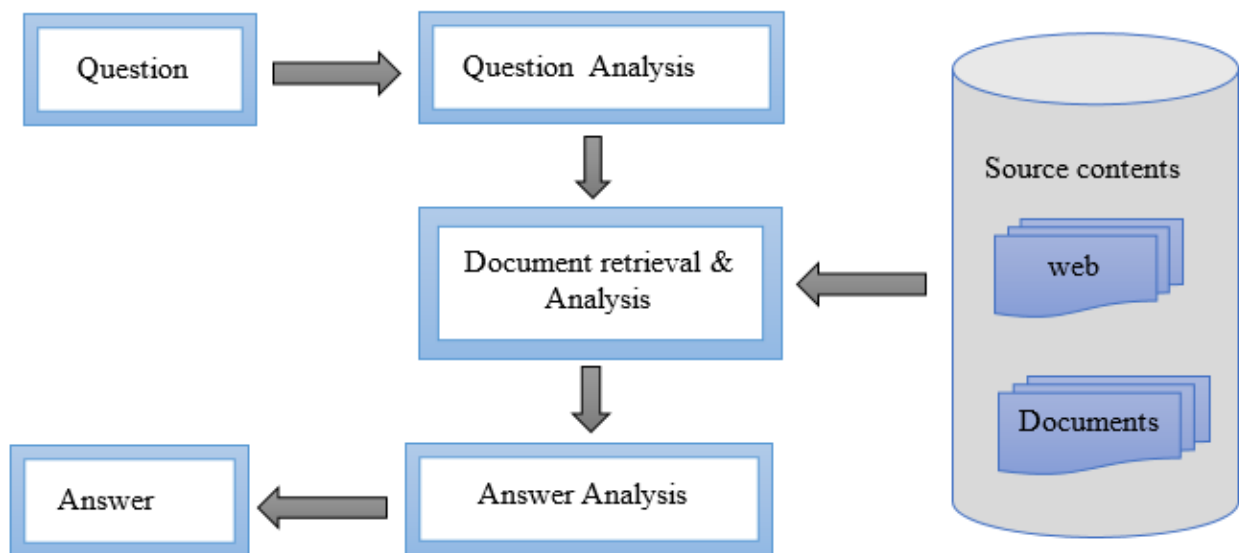 Question
Question Analysis
Source contents
web
Document retrieval &
Analysis
Documents
Answer
Answer Analysis